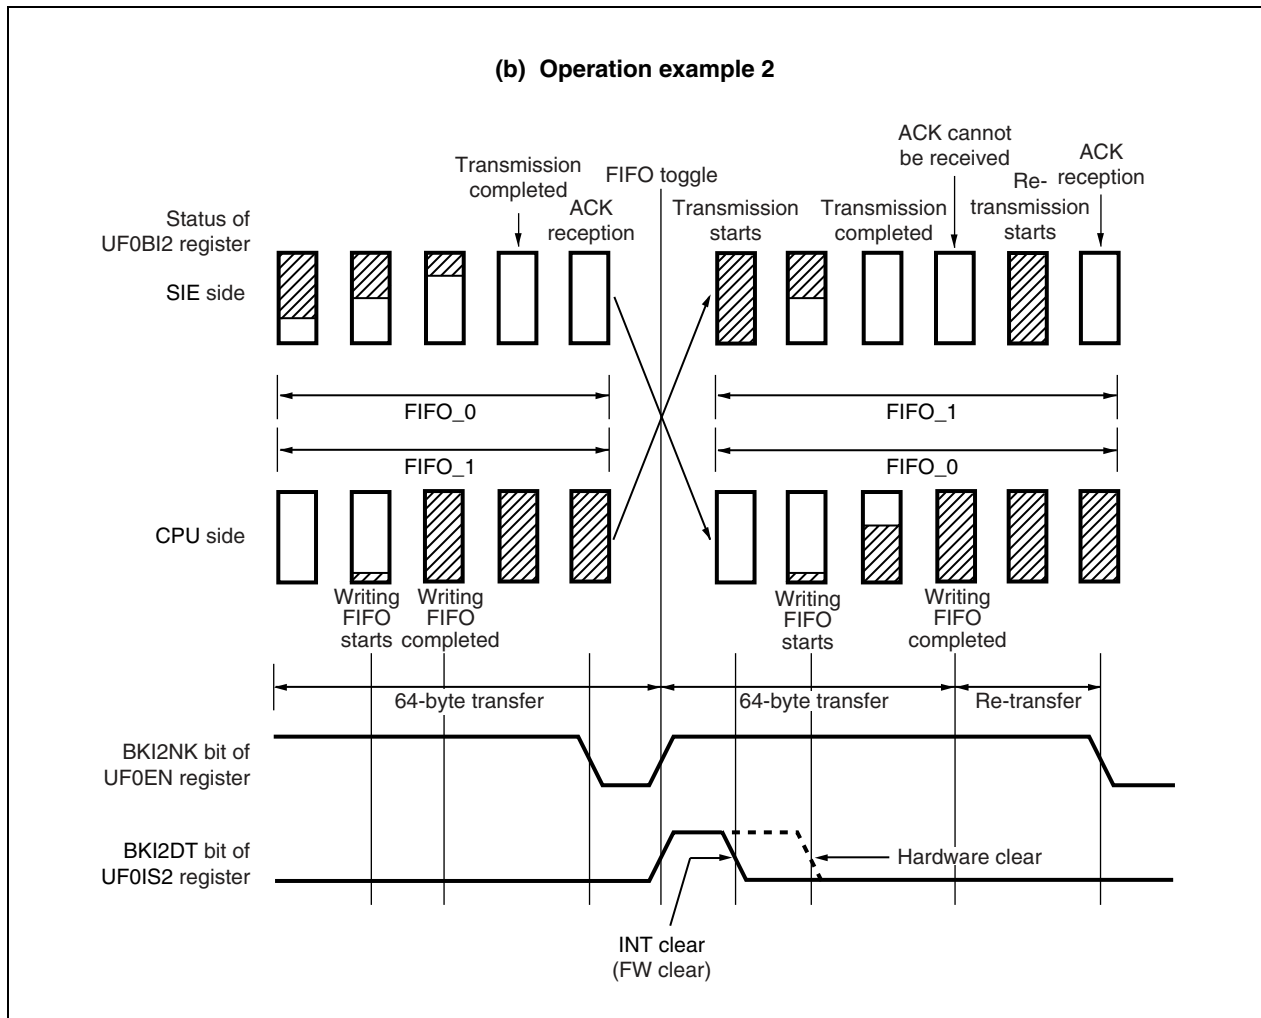 (b) Operation example 2
ACK cannot
be received
ACK
reception
Transmission
completed
FIFO toggle
Re-
transmission
starts
Status of
UF0BI2 register
ACK
reception
Transmission
starts
Transmission
completed
SIE side
FIFO_0
FIFO_1
FIFO_1
FIFO_0
CPU side
Writing
FIFO
starts
Writing
FIFO
completed
Writing
FIFO
starts
Writing
FIFO
completed
64-byte transfer
64-byte transfer
Re-transfer
BKI2NK bit of
UF0EN register
BKI2DT bit of
UF0IS2 register
Hardware clear
INT clear
(FW clear)